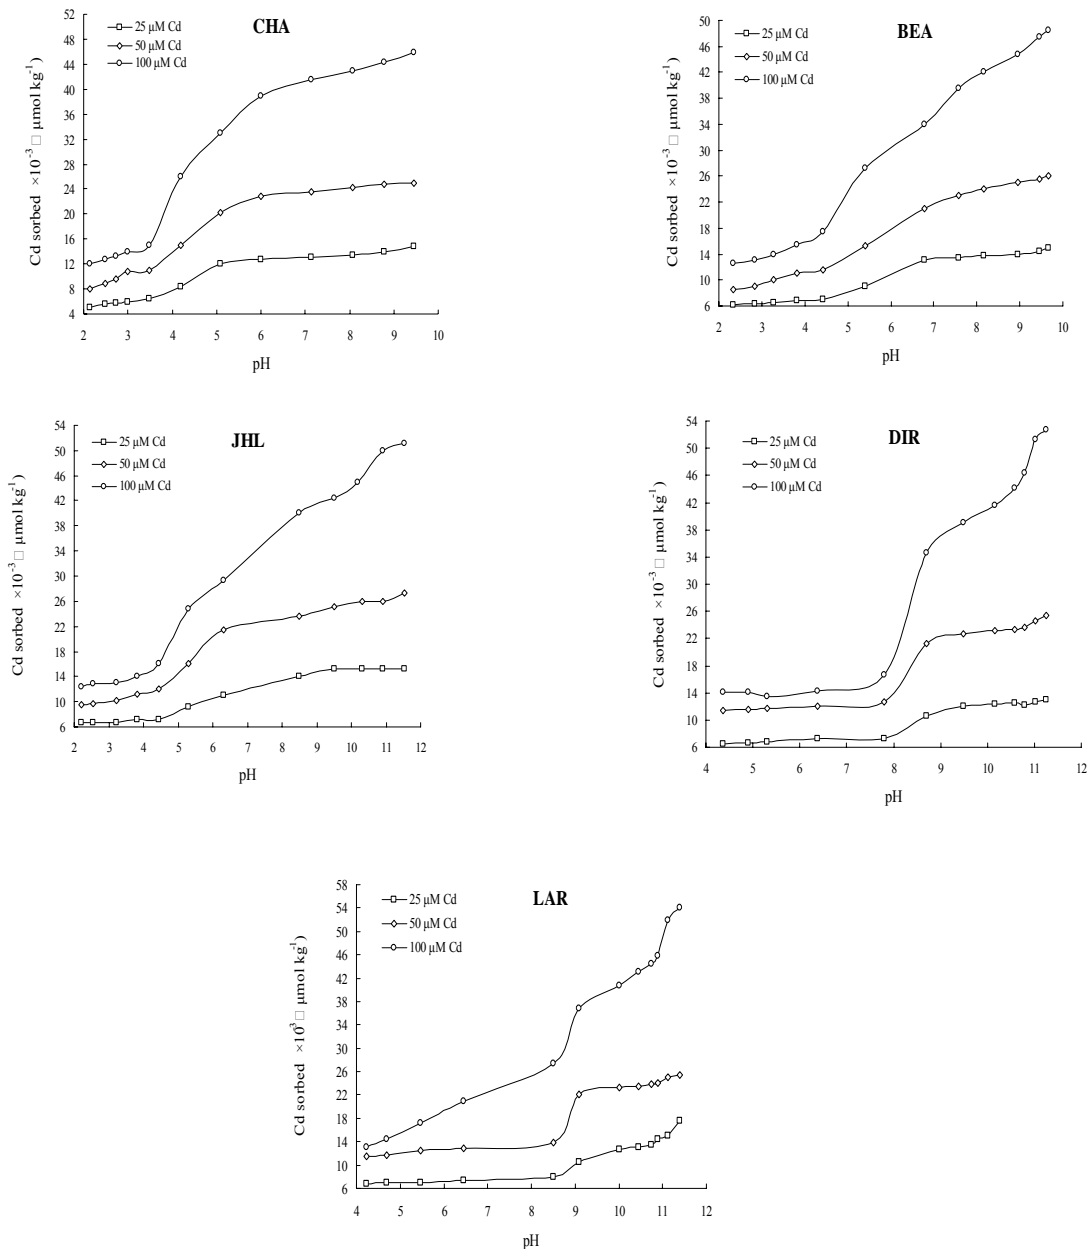 CHA
25 µM Cd
50 µM Cd
100 µM Cd
Cd sorbed ×10⁻³ □ µmol kg⁻¹)
52
48
44
40
36
32
28
24
20
16
12
8
4
2 3 4 5 6 7 8 9 10
pH
BEA
25 µM Cd
50 µM Cd
100 µM Cd
Cd sorbed ×10⁻³ □ µmol kg⁻¹)
50
46
42
38
34
30
26
22
18
14
10
6
2 3 4 5 6 7 8 9 10
pH
JHL
25 µM Cd
50 µM Cd
100 µM Cd
Cd sorbed ×10⁻³ □ µmol kg⁻¹)
54
50
46
42
38
34
30
26
22
18
14
10
6
2 3 4 5 6 7 8 9 10 11 12
pH
DIR
25 µM Cd
50 µM Cd
100 µM Cd
Cd sorbed ×10⁻³ □ µmol kg⁻¹)
54
50
46
42
38
34
30
26
22
18
14
10
6
4 5 6 7 8 9 10 11 12
pH
LAR
25 µM Cd
50 µM Cd
100 µM Cd
Cd sorbed ×10³ □ µmol kg⁻¹)
58
54
50
46
42
38
34
30
26
22
18
14
10
6
4 5 6 7 8 9 10 11 12
pH